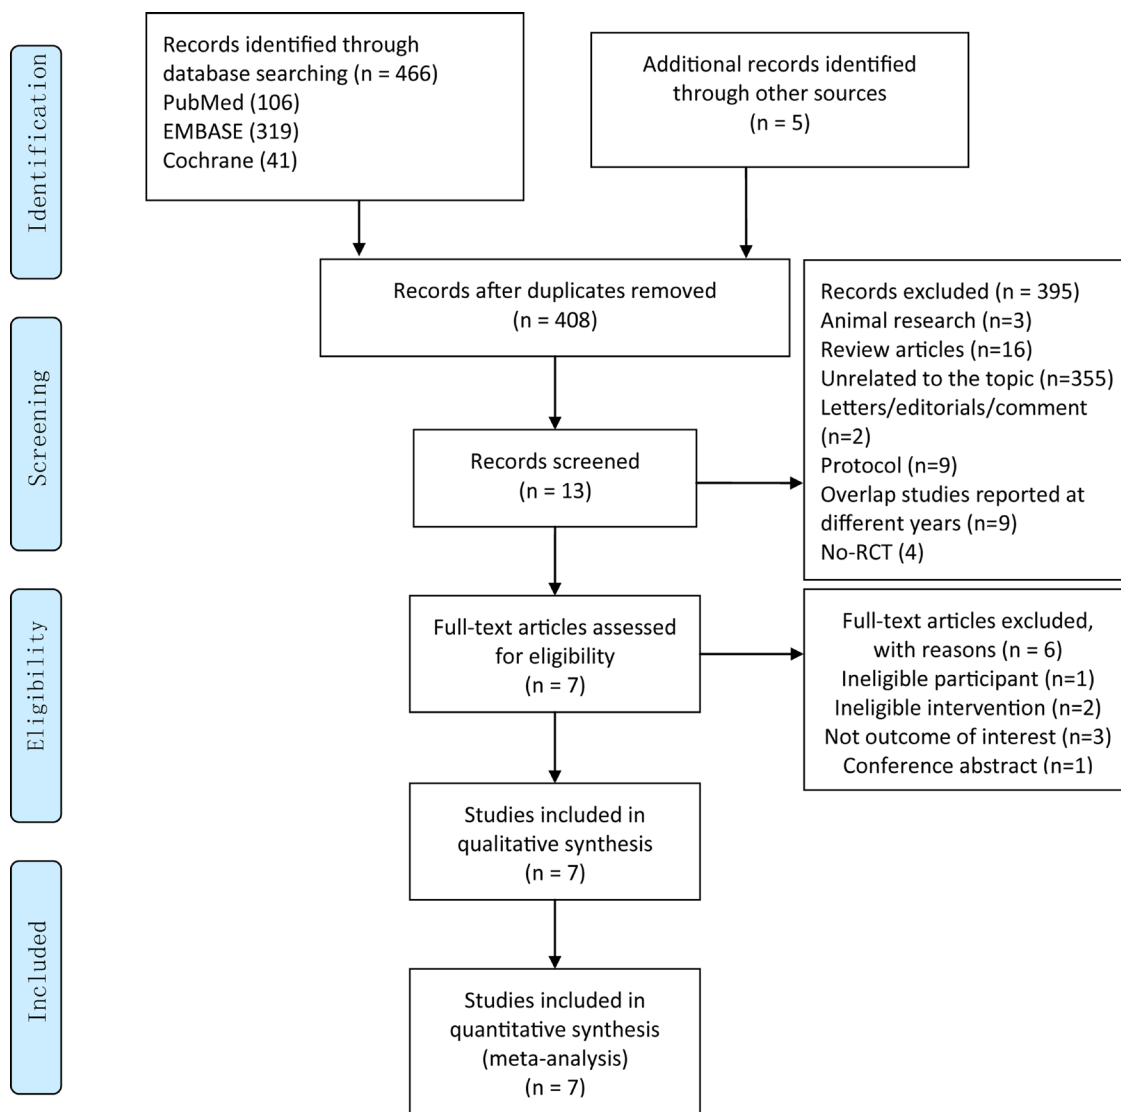 Identification
Records identified through
database searching (n = 466)
PubMed (106)
EMBASE (319)
Cochrane (41)
Additional records identified
through other sources
(n = 5)
Records after duplicates removed
(n = 408)
Screening
Records screened
(n = 13)
Records excluded (n = 395)
Animal research (n=3)
Review articles (n=16)
Unrelated to the topic (n=355)
Letters/editorials/comment
(n=2)
Protocol (n=9)
Overlap studies reported at
different years (n=9)
No-RCT (4)
Eligibility
Full-text articles assessed
for eligibility
(n = 7)
Full-text articles excluded,
with reasons (n = 6)
Ineligible participant (n=1)
Ineligible intervention (n=2)
Not outcome of interest (n=3)
Conference abstract (n=1)
Studies included in
qualitative synthesis
(n = 7)
Included
Studies included in
quantitative synthesis
(meta-analysis)
(n = 7)